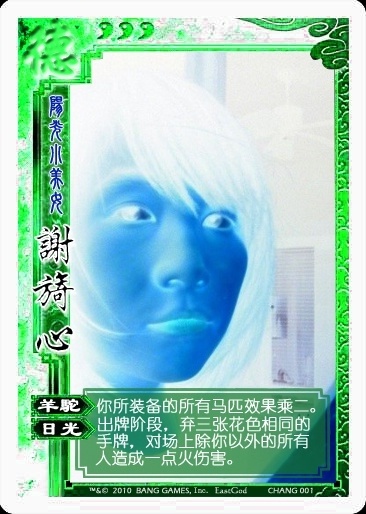 德
陽光小美女
謝旖心
羊駝
你所装备的所有马匹效果乘二。
日光
出牌阶段，弃三张花色相同的
手牌，对场上除你以外的所有
人造成一点火伤害。
™&© 2010 BANG GAMES, Inc. EastGod CHANG 001